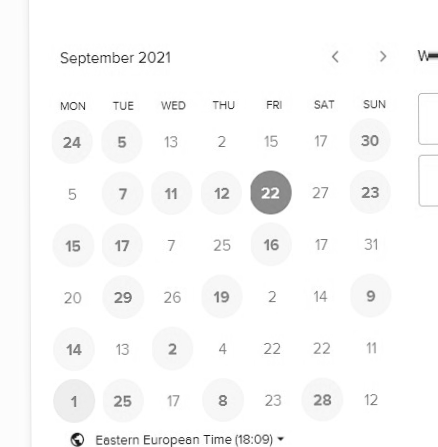 September 2021
MON TUE WED THU FRI SAT SUN
24 5 13 2 15 17 30
5 7 11 12 22 27 23
15 17 7 25 16 17 31
20 29 26 19 2 14 9
14 13 2 4 22 22 11
1 25 17 8 23 28 12
Eastern European Time (18:09)